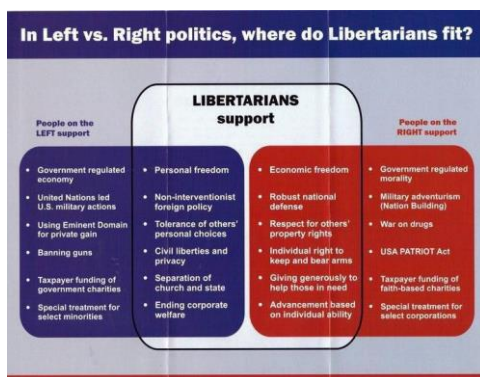 In Left vs. Right politics, where do Libertarians fit?
LIBERTARIANS
support
People on the
LEFT support
People on the
RIGHT support
• Government regulated
economy
• United Nations led
U.S. military actions
• Using Eminent Domain
for private gain
• Banning guns
• Taxpayer funding of
government charities
• Special treatment for
select minorities
• Personal freedom
• Non-interventionist
foreign policy
• Tolerance of others'
personal choices
• Civil liberties and
privacy
• Separation of
church and state
• Ending corporate
welfare
• Economic freedom
• Robust national
defense
• Respect for others'
property rights
• Individual right to
keep and bear arms
• Giving generously to
help those in need
• Advancement based
on individual ability
• Government regulated
morality
• Military adventurism
(Nation Building)
• War on drugs
• USA PATRIOT Act
• Taxpayer funding of
faith-based charities
• Special treatment for
select corporations